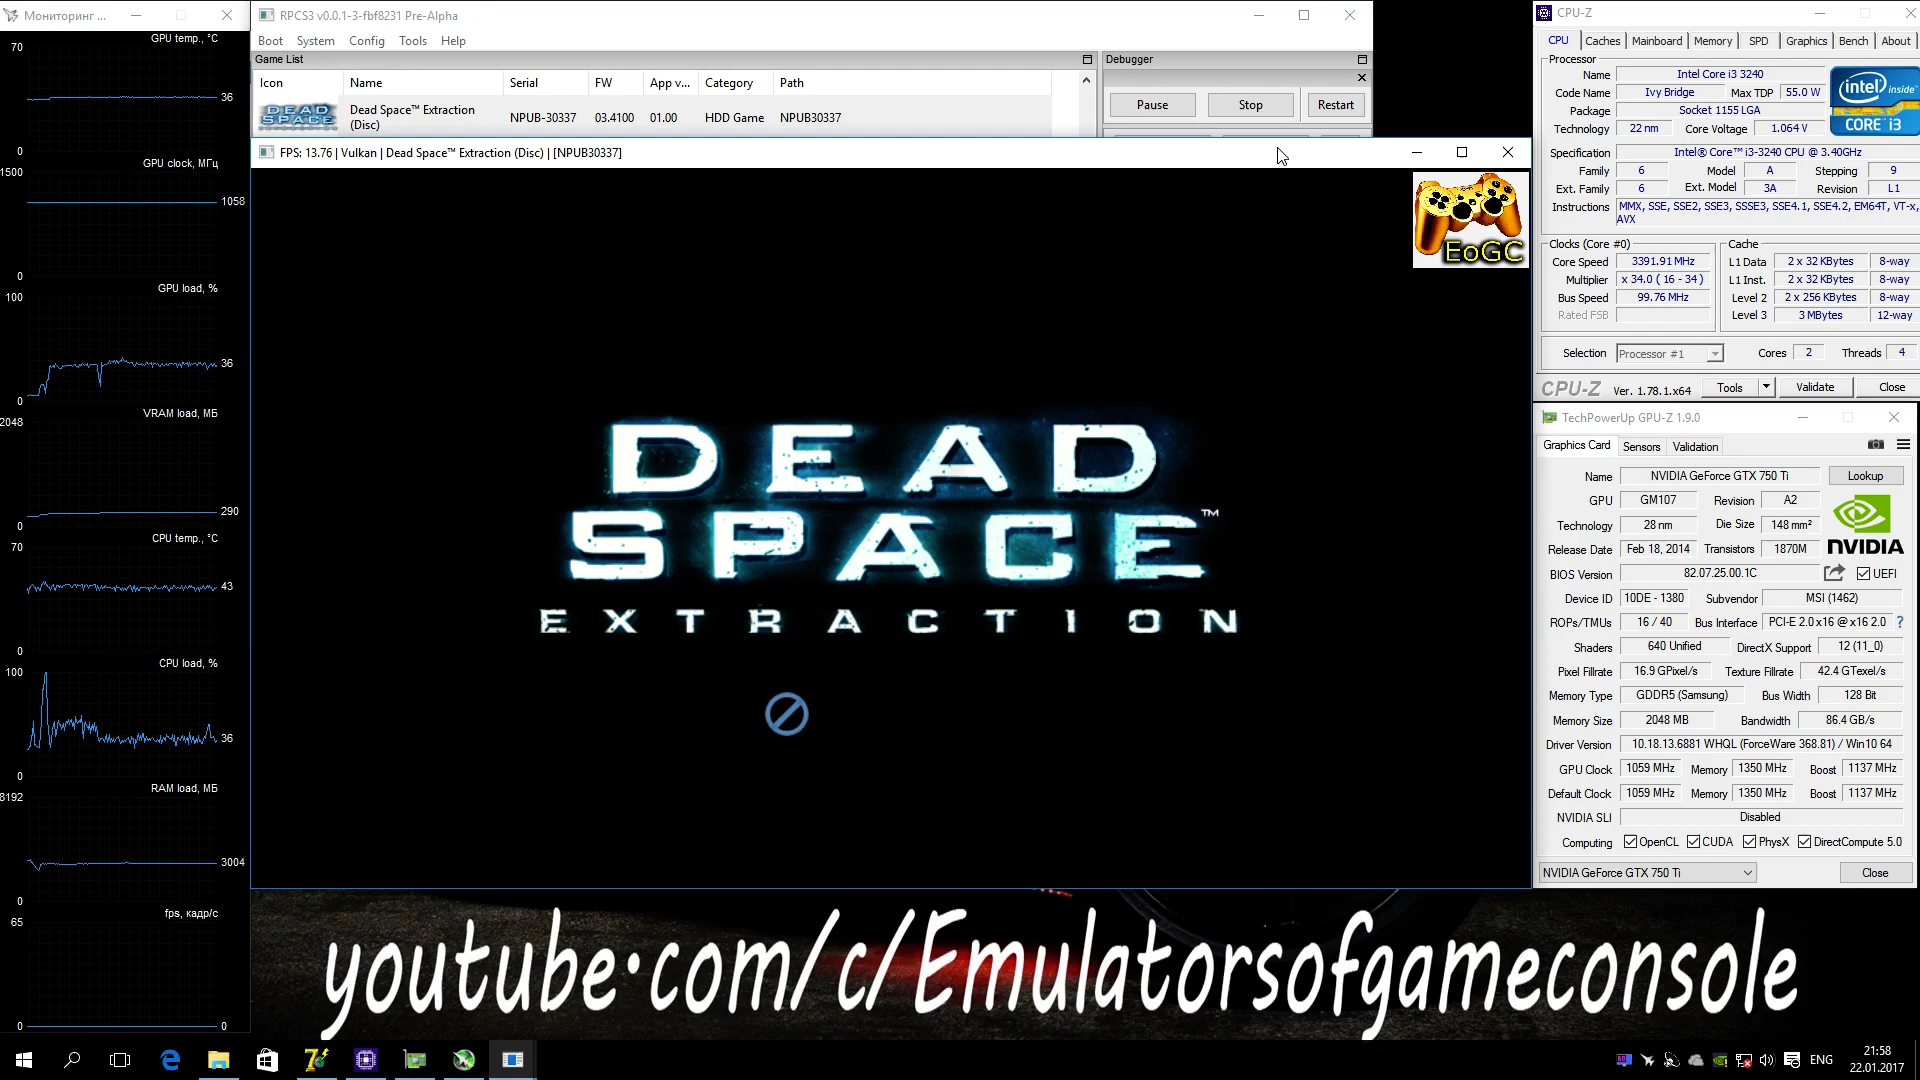 Мониторинг ...
GPU temp., °C
70
36
0
GPU clock, МГц
1500
1058
0
GPU load, %
100
36
0
VRAM load, МБ
2048
290
0
CPU temp., °C
70
43
0
CPU load, %
100
36
0
RAM load, МБ
8192
3004
0
fps, кадр/с
65
0
0
RPCS3 v0.0.1-3-fbf8231 Pre-Alpha
Boot System Config Tools Help
Game List
Icon Name Serial FW App v... Category Path
DEAD SPACE
Dead Space™ Extraction (Disc) NPUB-30337 03.4100 01.00 HDD Game NPUB30337
Debugger
Pause Stop Restart
FPS: 13.76 | Vulkan | Dead Space™ Extraction (Disc) | [NPUB30337]
EoGC
DEAD
SPACE™
EXTRACTION
youtube.com/c/Emulatorsofgameconsole
CPU-Z
CPU Caches Mainboard Memory SPD Graphics Bench About
Processor
Name Intel Core i3 3240
Code Name Ivy Bridge Max TDP 55.0 W
Package Socket 1155 LGA
Technology 22 nm Core Voltage 1.064 V
intel inside™
CORE i3
Specification Intel® Core™ i3-3240 CPU @ 3.40GHz
Family 6 Model A Stepping 9
Ext. Family 6 Ext. Model 3A Revision L1
Instructions MMX, SSE, SSE2, SSE3, SSSE3, SSE4.1, SSE4.2, EM64T, VT-x,
AVX
Clocks (Core #0)
Core Speed 3391.91 MHz
Multiplier x 34.0 ( 16 - 34 )
Bus Speed 99.76 MHz
Rated FSB
Cache
L1 Data 2 x 32 KBytes 8-way
L1 Inst. 2 x 32 KBytes 8-way
Level 2 2 x 256 KBytes 8-way
Level 3 3 MBytes 12-way
Selection Processor #1 Cores 2 Threads 4
CPU-Z Ver. 1.78.1.x64 Tools Validate Close
TechPowerUp GPU-Z 1.9.0
Graphics Card Sensors Validation
Name NVIDIA GeForce GTX 750 Ti Lookup
GPU GM107 Revision A2
Technology 28 nm Die Size 148 mm²
Release Date Feb 18, 2014 Transistors 1870M
NVIDIA
BIOS Version 82.07.25.00.1C UEFI
Device ID 10DE - 1380 Subvendor MSI (1462)
ROPs/TMUs 16 / 40 Bus Interface PCI-E 2.0 x16 @ x16 2.0 ?
Shaders 640 Unified DirectX Support 12 (11_0)
Pixel Fillrate 16.9 GPixel/s Texture Fillrate 42.4 GTexel/s
Memory Type GDDR5 (Samsung) Bus Width 128 Bit
Memory Size 2048 MB Bandwidth 86.4 GB/s
Driver Version 10.18.13.6881 WHQL (ForceWare 368.81) / Win10 64
GPU Clock 1059 MHz Memory 1350 MHz Boost 1137 MHz
Default Clock 1059 MHz Memory 1350 MHz Boost 1137 MHz
NVIDIA SLI Disabled
Computing OpenCL CUDA PhysX DirectCompute 5.0
NVIDIA GeForce GTX 750 Ti Close
ENG
21:58
22.01.2017